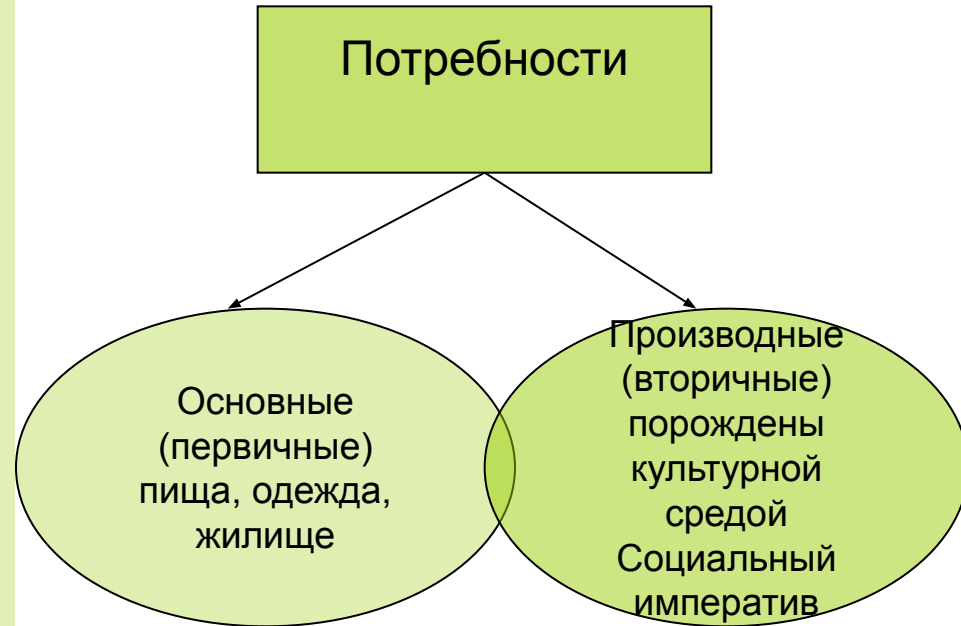 Потребности
Основные
(первичные)
пища, одежда,
жилище
Производные
(вторичные)
порождены
культурной
средой
Социальный
императив